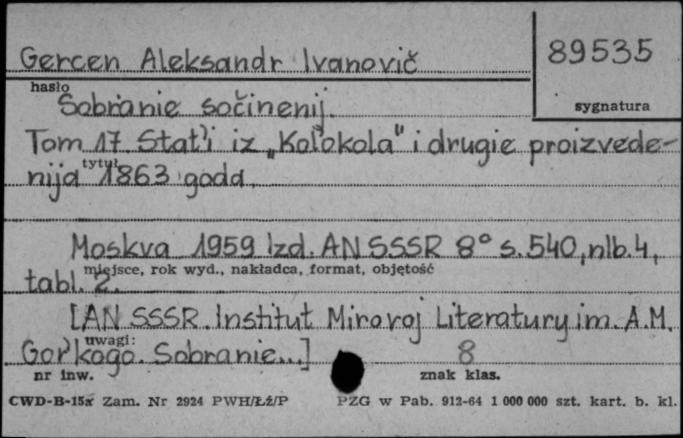 Gercen Aleksandr Ivanovič
89535
hasło
Sobranie sočinenij.
sygnatura
Tom 17 Stat'i iz „Kolokola" i drugie proizvede-
tytuł
nija 1863 goda.
Moskva 1959 Izd. AN SSSR 8° s. 540, nlb. 4,
miejsce, rok wyd., nakładca, format, objętość
tabl. 2.
[AN SSSR. Institut Mirovoj Literatury im. A.M.
uwagi:
Gor'kogo. Sobranie...] 8
nr inw. znak klas.
CWD-B-15x Zam. Nr 2924 PWH/Łź/P PZG w Pab. 912-64 1 000 000 szt. kart. b. kl.